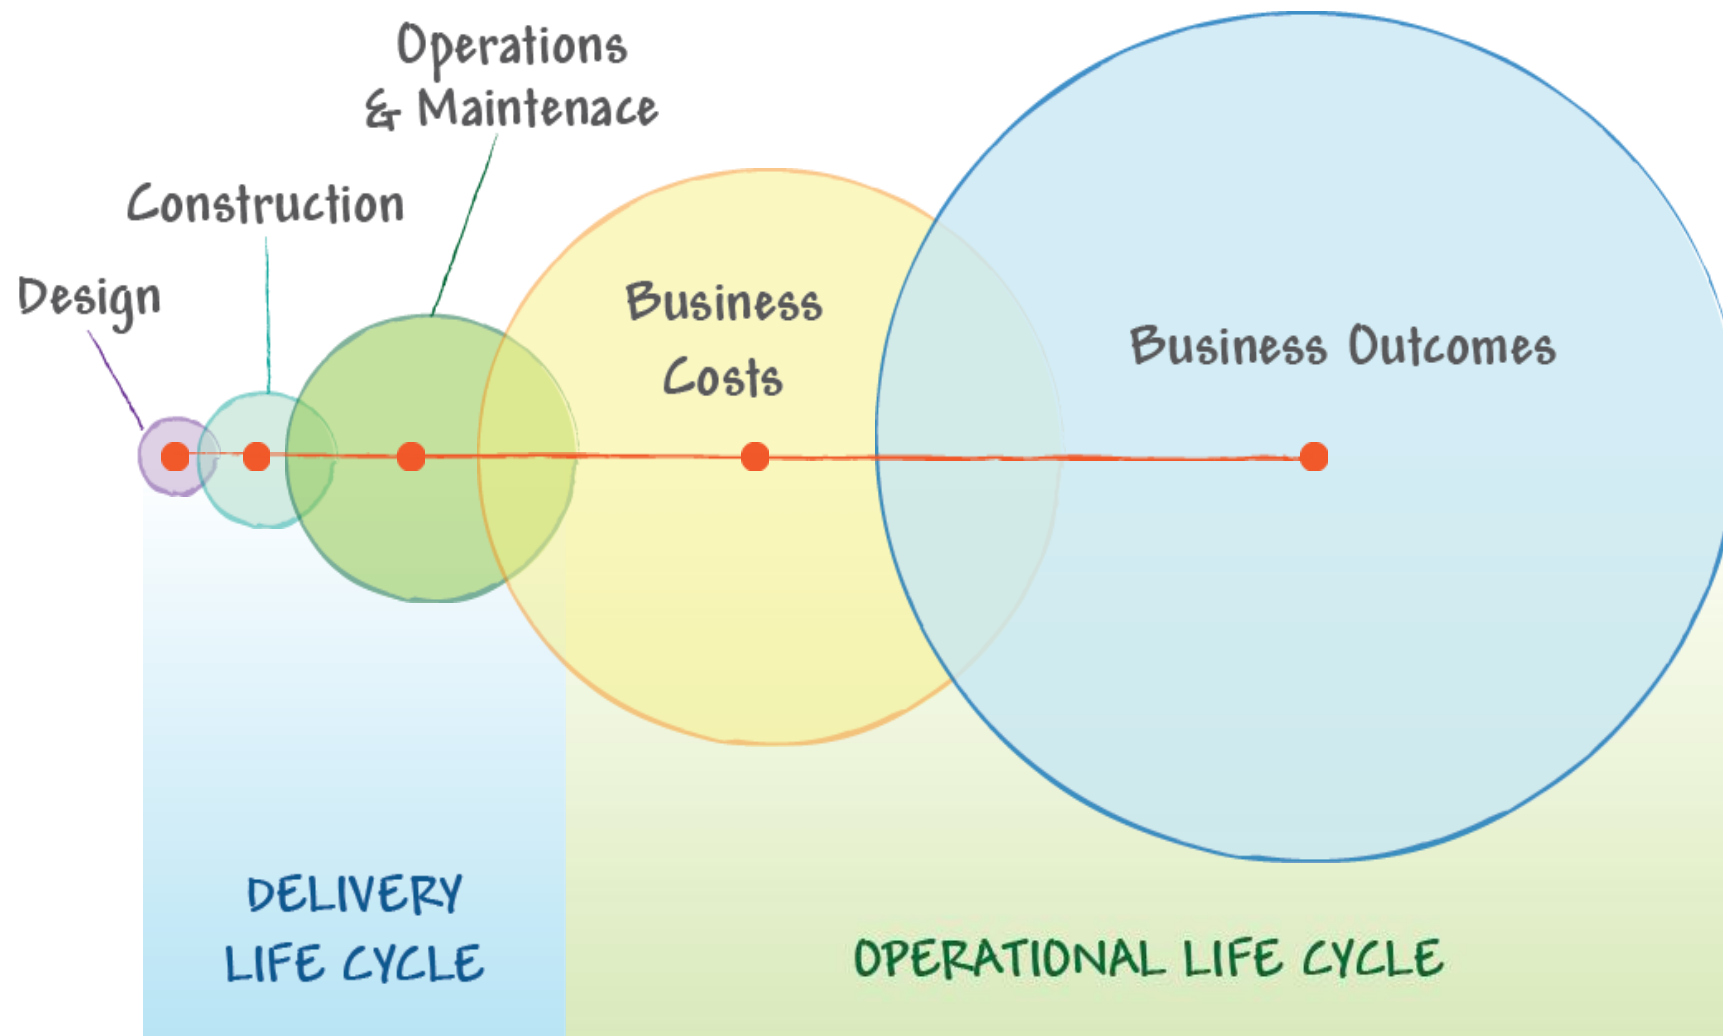 Operations
& Maintenace
Construction
Design
Business
Costs
Business Outcomes
DELIVERY
LIFE CYCLE
OPERATIONAL LIFE CYCLE